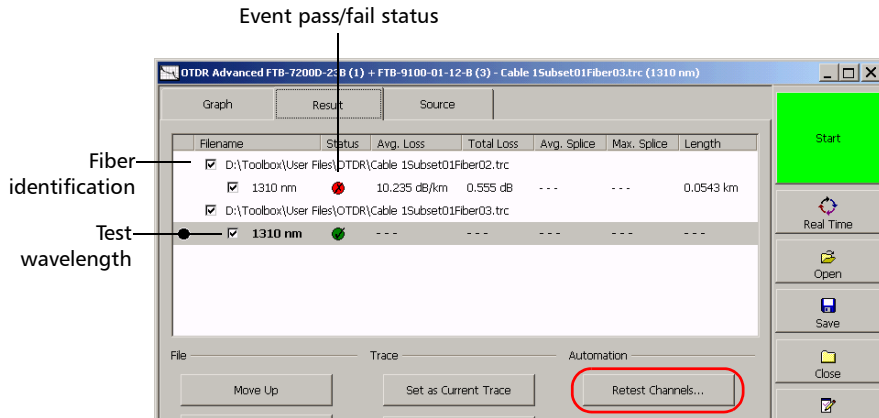 Event pass/fail status
OTDR Advanced FTB-7200D-23B (1) + FTB-9100-01-12-B (3) - Cable 1Subset01Fiber03.trc (1310 nm)
Graph Result Source
Start
Filename Status Avg. Loss Total Loss Avg. Splice Max. Splice Length
Fiber identification
D:\Toolbox\User Files\OTDR\Cable 1Subset01Fiber02.trc
1310 nm 10.235 dB/km 0.555 dB --- --- 0.0543 km
D:\Toolbox\User Files\OTDR\Cable 1Subset01Fiber03.trc
Real Time
Test wavelength
1310 nm --- --- --- --- ---
Open
Save
File Trace Automation
Close
Move Up Set as Current Trace Retest Channels...